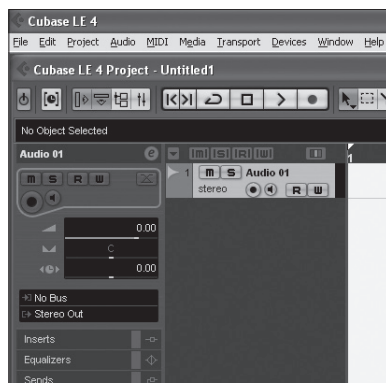 Cubase LE 4
File Edit Project Audio MIDI Media Transport Devices Window Help
Cubase LE 4 Project - Untitled1
No Object Selected
Audio 01
M S R W
1 M S Audio 01
stereo R W
M S R W
0.00
C
0.00
No Bus
Stereo Out
Inserts
Equalizers
Sends
1